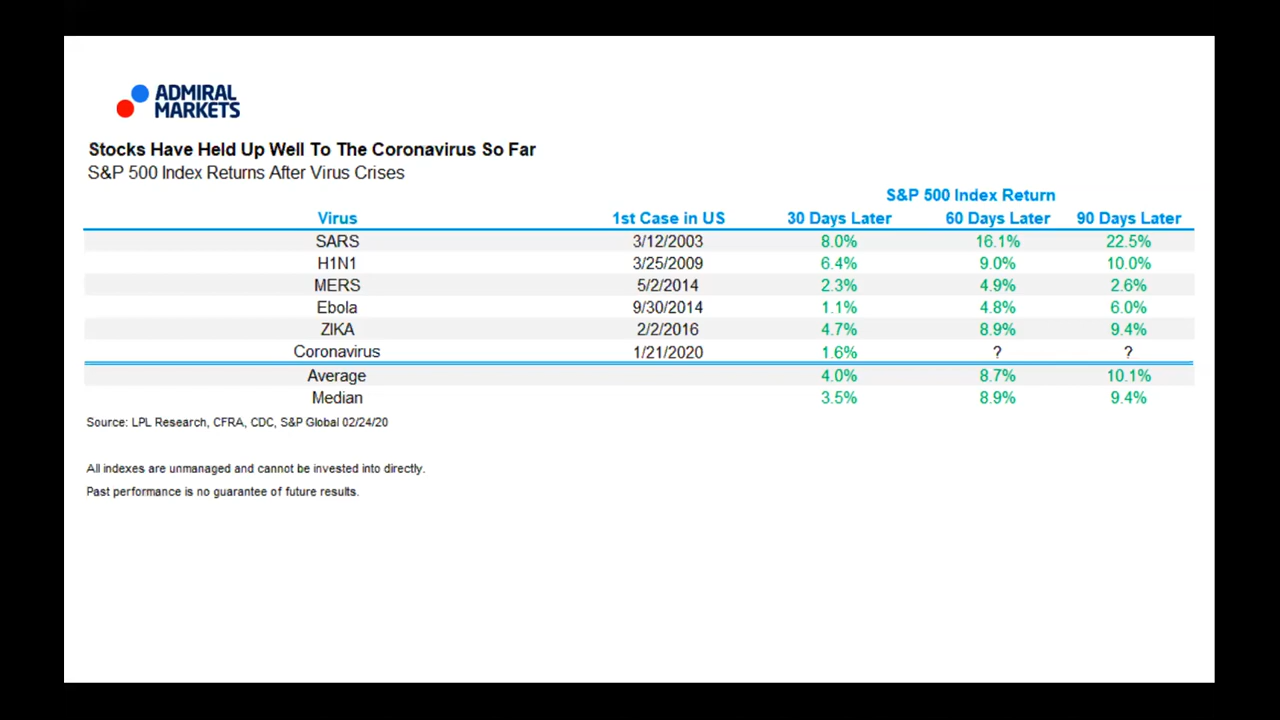 ADMIRAL
MARKETS
Stocks Have Held Up Well To The Coronavirus So Far
S&P 500 Index Returns After Virus Crises
S&P 500 Index Return
Virus 1st Case in US 30 Days Later 60 Days Later 90 Days Later
SARS 3/12/2003 8.0% 16.1% 22.5%
H1N1 3/25/2009 6.4% 9.0% 10.0%
MERS 5/2/2014 2.3% 4.9% 2.6%
Ebola 9/30/2014 1.1% 4.8% 6.0%
ZIKA 2/2/2016 4.7% 8.9% 9.4%
Coronavirus 1/21/2020 1.6% ? ?
Average 4.0% 8.7% 10.1%
Median 3.5% 8.9% 9.4%
Source: LPL Research, CFRA, CDC, S&P Global 02/24/20
All indexes are unmanaged and cannot be invested into directly.
Past performance is no guarantee of future results.